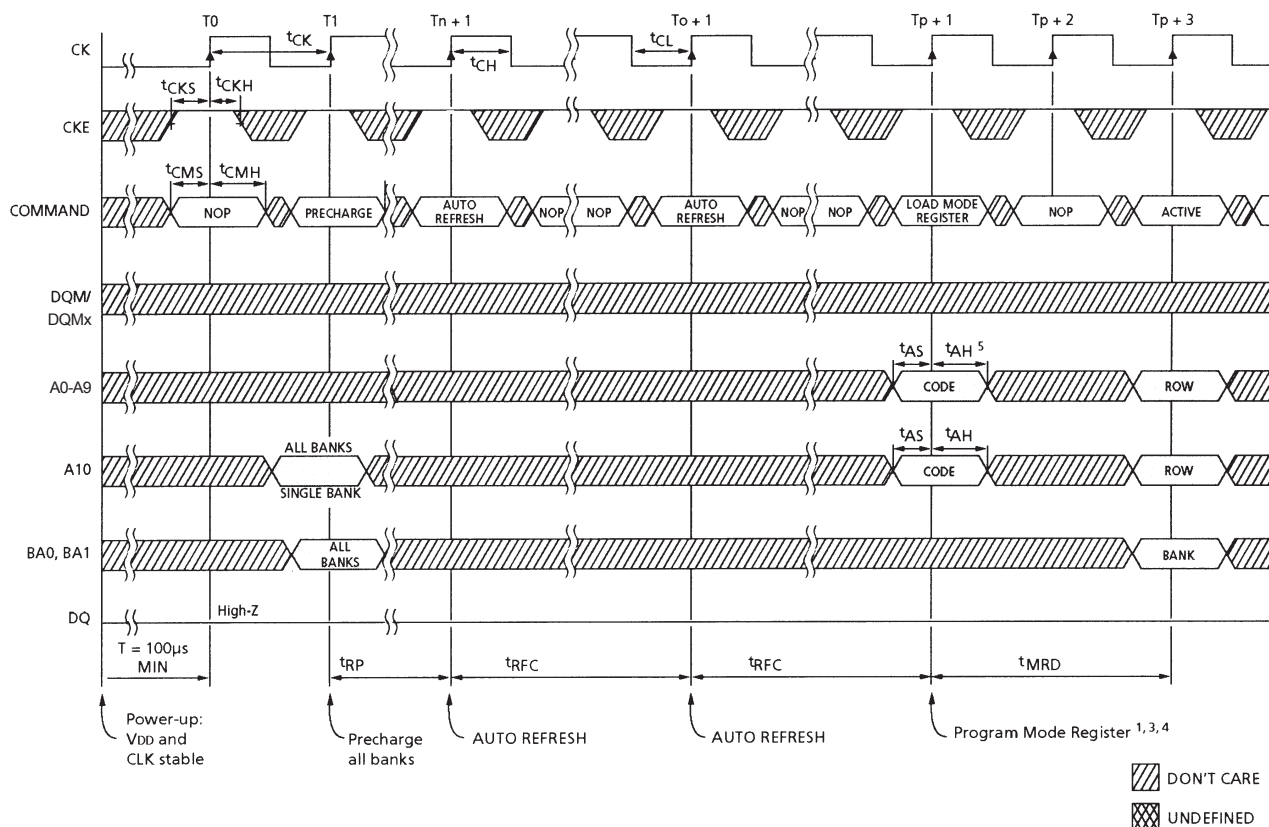 T0 T1 Tn + 1 To + 1 Tp + 1 Tp + 2 Tp + 3
CK tCK tCH tCL
tCKS tCKH
CKE
tCMS tCMH
COMMAND NOP PRECHARGE AUTO REFRESH NOP NOP AUTO REFRESH NOP NOP LOAD MODE REGISTER NOP ACTIVE
DQM/
DQMx
tAS tAH 5
A0-A9 CODE ROW
tAS tAH
ALL BANKS
A10 CODE ROW
SINGLE BANK
BA0, BA1 ALL BANKS BANK
DQ High-Z
T = 100µs
MIN
tRP tRFC tRFC tMRD
Power-up:
VDD and
CLK stable
Precharge
all banks
AUTO REFRESH
AUTO REFRESH
Program Mode Register 1, 3, 4
DON'T CARE
UNDEFINED